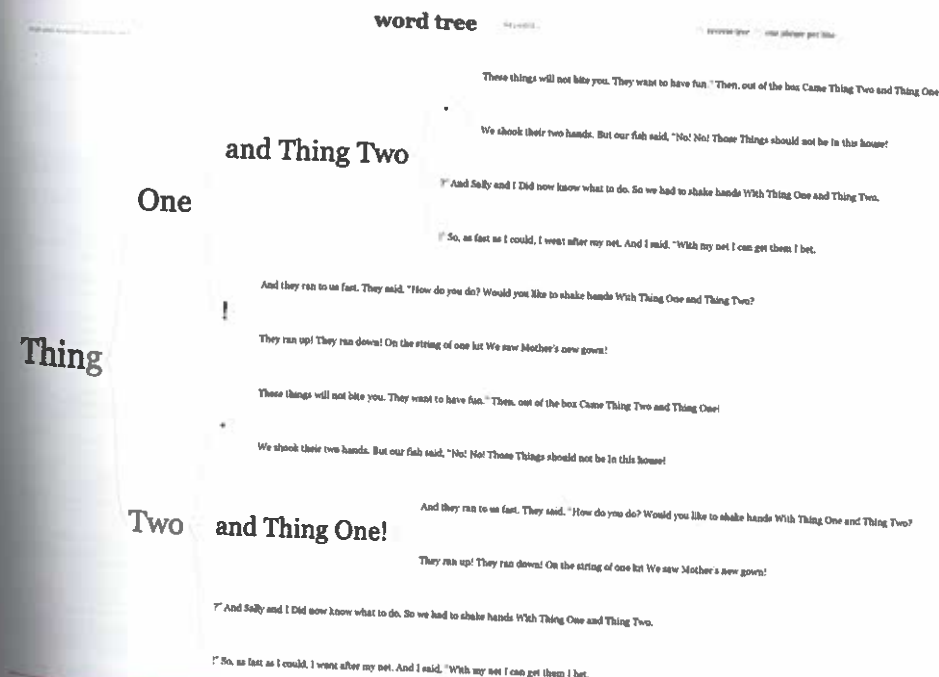 word tree
reverse tree one phrase per line
These things will not bite you. They want to have fun." Then, out of the box Came Thing Two and Thing One
.
We shook their two hands. But our fish said, "No! No! Those Things should not be In this house!
and Thing Two
?" And Sally and I Did now know what to do. So we had to shake hands With Thing One and Thing Two.
One
!" So, as fast as I could, I went after my net. And I said, "With my net I can get them I bet.
And they ran to us fast. They said, "How do you do? Would you like to shake hands With Thing One and Thing Two?
!
They ran up! They ran down! On the string of one kit We saw Mother's new gown!
Thing
These things will not bite you. They want to have fun." Then, out of the box Came Thing Two and Thing One!
.
We shook their two hands. But our fish said, "No! No! Those Things should not be In this house!
And they ran to us fast. They said, "How do you do? Would you like to shake hands With Thing One and Thing Two?
Two and Thing One!
They ran up! They ran down! On the string of one kit We saw Mother's new gown!
?" And Sally and I Did now know what to do. So we had to shake hands With Thing One and Thing Two.
!" So, as fast as I could, I went after my net. And I said, "With my net I can get them I bet.